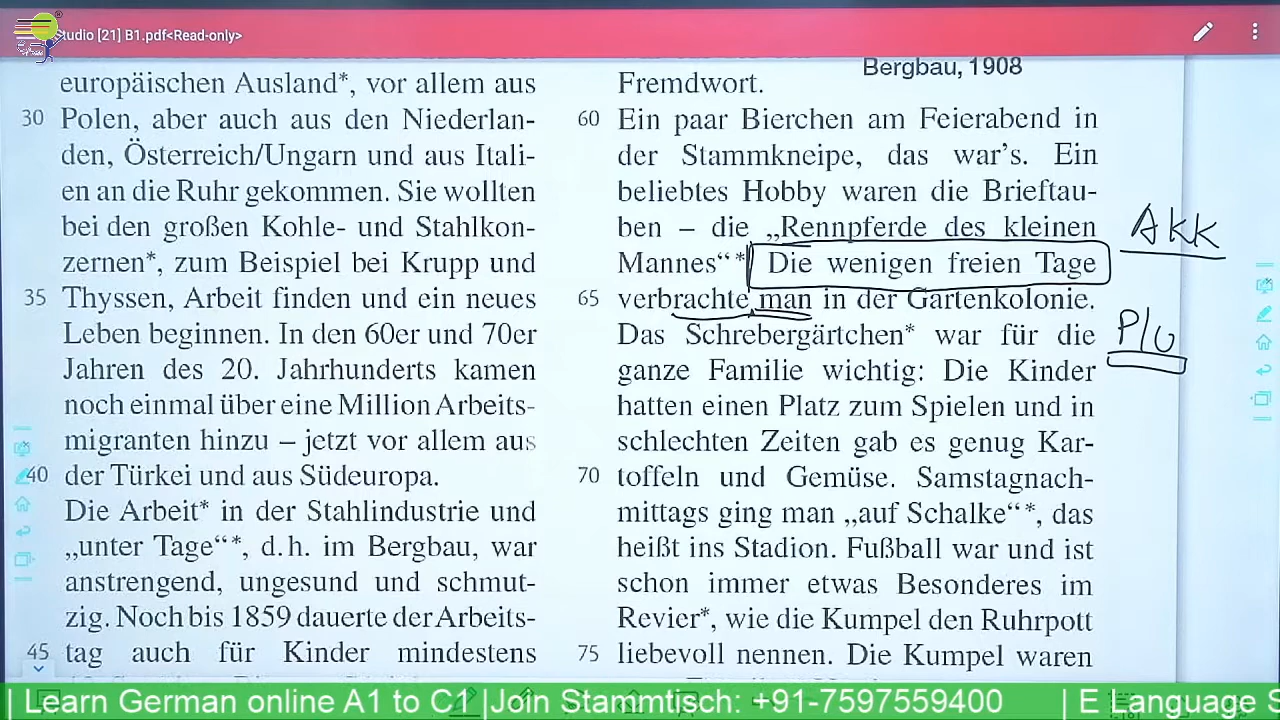 tudio [21] B1.pdf<Read-only>
europäischen Ausland*, vor allem aus
30 Polen, aber auch aus den Niederlan-
den, Österreich/Ungarn und aus Itali-
en an die Ruhr gekommen. Sie wollten
bei den großen Kohle- und Stahlkon-
zernen*, zum Beispiel bei Krupp und
35 Thyssen, Arbeit finden und ein neues
Leben beginnen. In den 60er und 70er
Jahren des 20. Jahrhunderts kamen
noch einmal über eine Million Arbeits-
migranten hinzu – jetzt vor allem aus
40 der Türkei und aus Südeuropa.
Die Arbeit* in der Stahlindustrie und
„unter Tage“*, d. h. im Bergbau, war
anstrengend, ungesund und schmut-
zig. Noch bis 1859 dauerte der Arbeits-
45 tag auch für Kinder mindestens
Bergbau, 1908
Fremdwort.
60 Ein paar Bierchen am Feierabend in
der Stammkneipe, das war’s. Ein
beliebtes Hobby waren die Brieftau-
ben – die „Rennpferde des kleinen
Mannes“* Die wenigen freien Tage
65 verbrachte man in der Gartenkolonie.
Das Schrebergärtchen* war für die
ganze Familie wichtig: Die Kinder
hatten einen Platz zum Spielen und in
schlechten Zeiten gab es genug Kar-
70 toffeln und Gemüse. Samstagnach-
mittags ging man „auf Schalke“*, das
heißt ins Stadion. Fußball war und ist
schon immer etwas Besonderes im
Revier*, wie die Kumpel den Ruhrpott
75 liebevoll nennen. Die Kumpel waren
AKK
Plu
| Learn German online A1 to C1 |Join Stammtisch: +91-7597559400 | E Language S